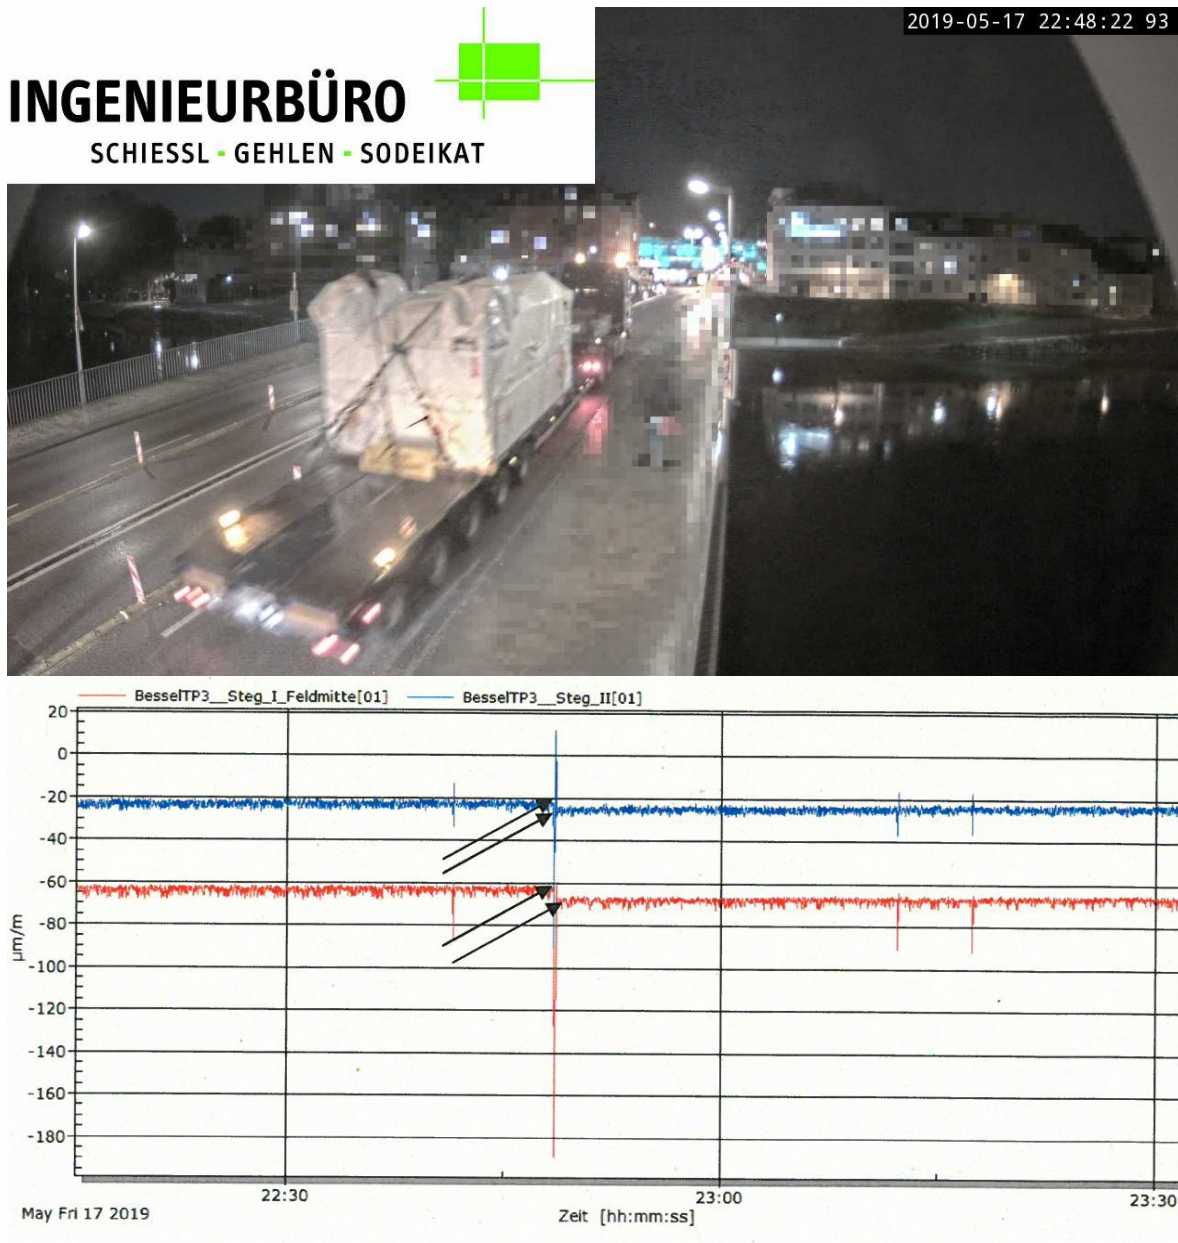 2019-05-17 22:48:22 93
INGENIEURBÜRO
SCHIESSL - GEHLEN - SODEIKAT
BesselTP3__Steg_I_Feldmitte[01] BesselTP3__Steg_II[01]
20
0
-20
-40
-60
-80
-100
-120
-140
-160
-180
µm/m
22:30 23:00 23:30
May Fri 17 2019
Zeit [hh:mm:ss]